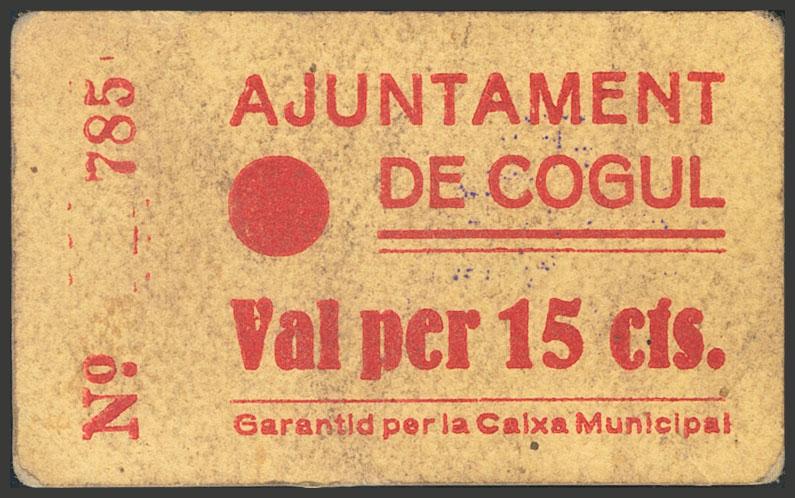 Nº 785
AJUNTAMENT
DE COGUL
Val per 15 cts.
Garantid per la Caixa Municipal